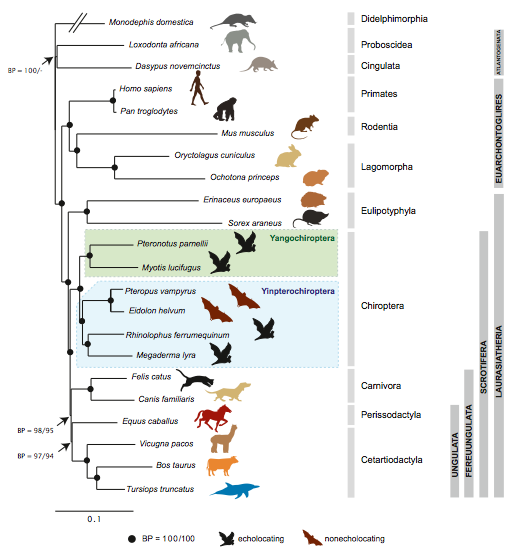 Monodephis domestica
Didelphimorphia
Loxodonta africana
Proboscidea
BP = 100/-
Dasypus novemcinctus
Cingulata
ATLANTOGENATA
Homo sapiens
Primates
Pan troglodytes
Mus musculus
Rodentia
Oryctolagus cuniculus
Lagomorpha
Ochotona princeps
EUARCHONTOGLIRES
Erinaceus europaeus
Eulipotyphla
Sorex araneus
Yangochiroptera
Pteronotus parnellii
Myotis lucifugus
Yinpterochiroptera
Pteropus vampyrus
Eidolon helvum
Chiroptera
Rhinolophus ferrumequinum
Megaderma lyra
SCROTIFERA
LAURASIATHERIA
Felis catus
Carnivora
Canis familiaris
Equus caballus
Perissodactyla
BP = 98/95
Vicugna pacos
BP = 97/94
Bos taurus
Cetartiodactyla
Tursiops truncatus
UNGULATA
FEREUUNGULATA
0.1
BP = 100/100
echolocating
nonecholocating